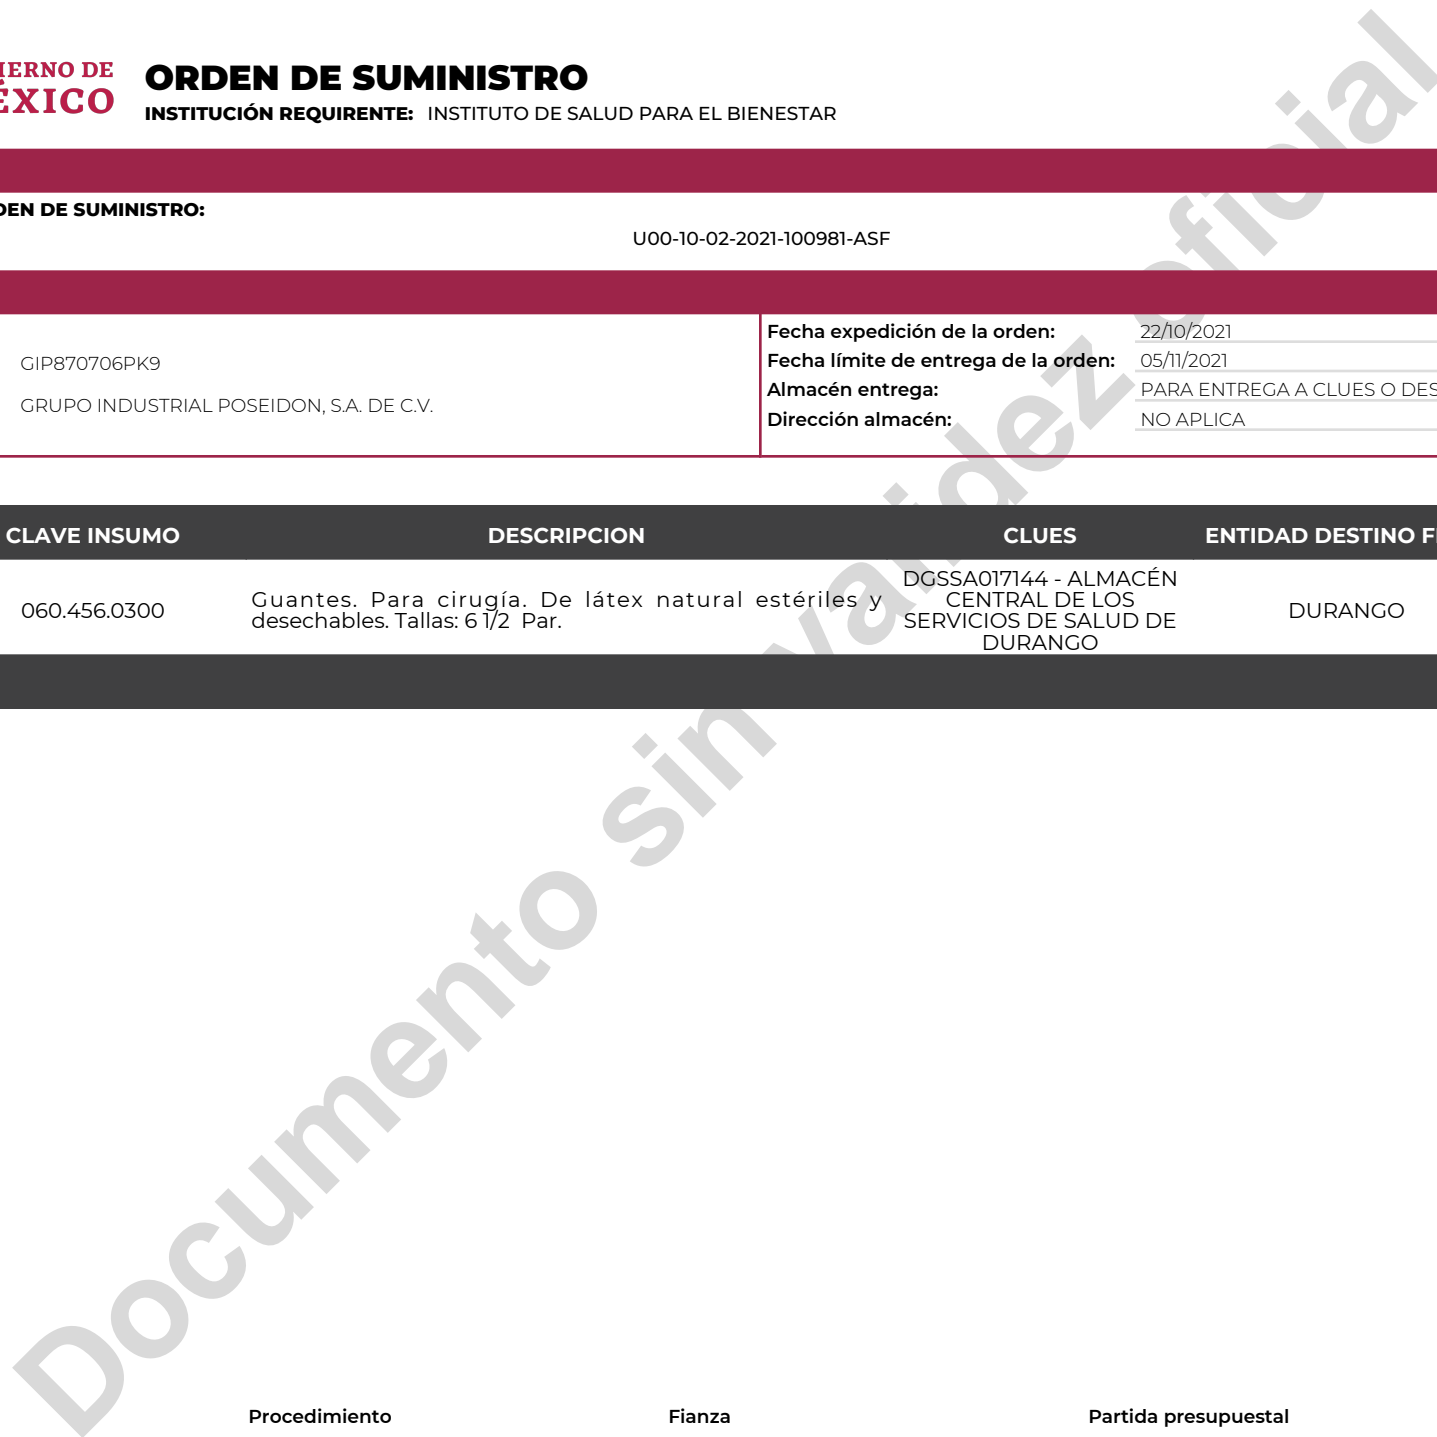 IERNO DE
ÉXICO
ORDEN DE SUMINISTRO
INSTITUCIÓN REQUIRENTE: INSTITUTO DE SALUD PARA EL BIENESTAR
DEN DE SUMINISTRO:
U00-10-02-2021-100981-ASF
GIP870706PK9
GRUPO INDUSTRIAL POSEIDON, S.A. DE C.V.
Fecha expedición de la orden: 22/10/2021
Fecha límite de entrega de la orden: 05/11/2021
Almacén entrega: PARA ENTREGA A CLUES O DES
Dirección almacén: NO APLICA
CLAVE INSUMO DESCRIPCION CLUES ENTIDAD DESTINO FI
060.456.0300
Guantes. Para cirugía. De látex natural estériles y
desechables. Tallas: 6 1/2 Par.
DGSSA017144 - ALMACÉN
CENTRAL DE LOS
SERVICIOS DE SALUD DE
DURANGO
DURANGO
Documento sin validez oficial
Procedimiento Fianza Partida presupuestal